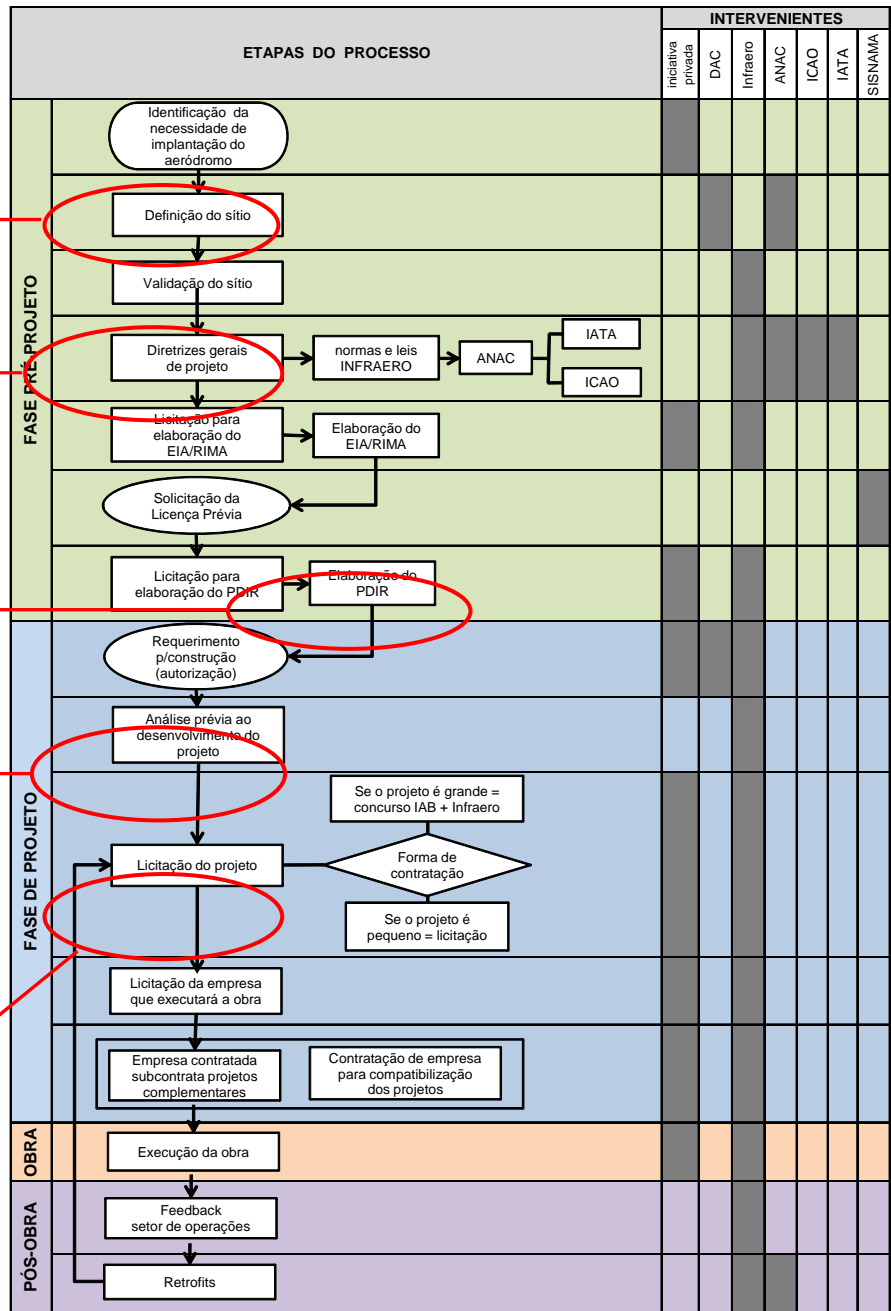 ETAPAS DO PROCESSO
INTERVENIENTES
iniciativa
privada
DAC
Infraero
ANAC
ICAO
IATA
SISNAMA
FASE PRÉ-PROJETO
Identificação da
necessidade de
implantação do
aeródromo
Definição do sítio
Validação do sítio
Diretrizes gerais
de projeto
normas e leis
INFRAERO
ANAC
IATA
ICAO
Licitação para
elaboração do
EIA/RIMA
Elaboração do
EIA/RIMA
Solicitação da
Licença Prévia
Licitação para
elaboração do PDIR
Elaboração do
PDIR
FASE DE PROJETO
Requerimento
p/construção
(autorização)
Análise prévia ao
desenvolvimento do
projeto
Se o projeto é grande =
concurso IAB + Infraero
Licitação do projeto
Forma de
contratação
Se o projeto é
pequeno = licitação
Licitação da empresa
que executará a obra
Empresa contratada
subcontrata projetos
complementares
Contratação de empresa
para compatibilização
dos projetos
OBRA
Execução da obra
PÓS-OBRA
Feedback
setor de operações
Retrofits